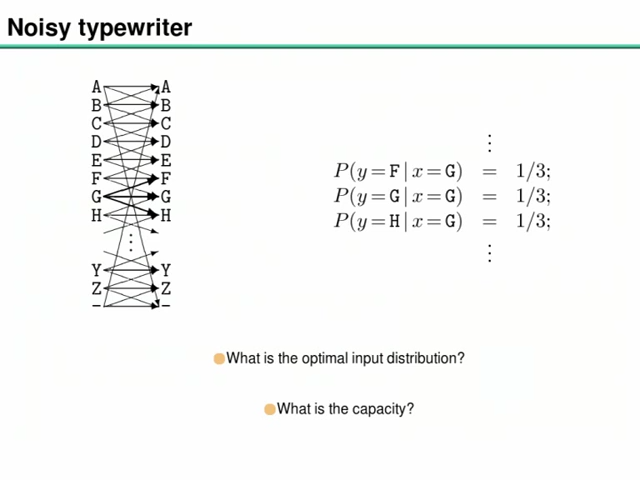 Noisy typewriter
A A
B B
C C
D D
E E
F F
G G
H H
⋮
Y Y
Z Z
- -
⋮
P(y=F|x=G) = 1/3;
P(y=G|x=G) = 1/3;
P(y=H|x=G) = 1/3;
⋮
What is the optimal input distribution?
What is the capacity?